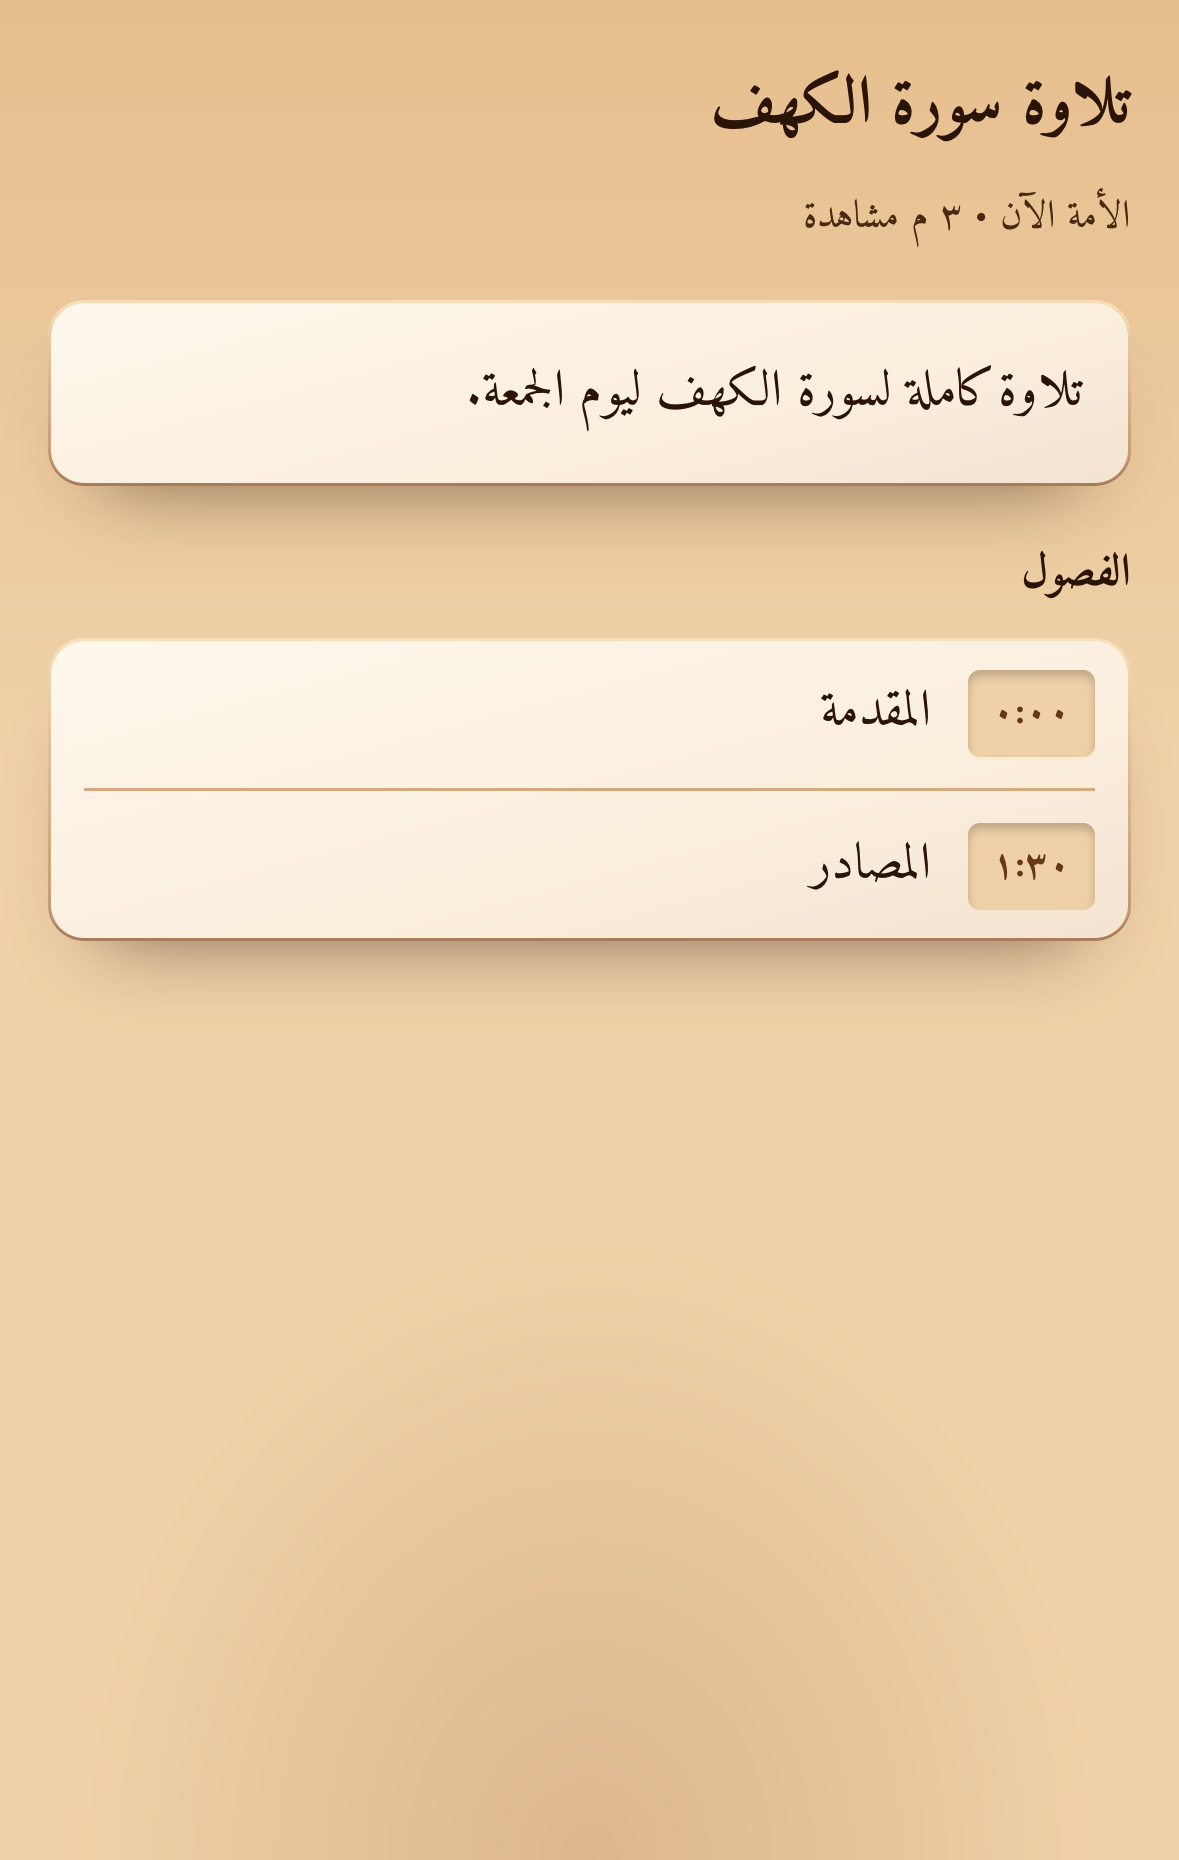 تلاوة سورة الكهف
الأمة الآن • ٣ م مشاهدة
تلاوة كاملة لسورة الكهف ليوم الجمعة.
الفصول
٠:٠٠ المقدمة
١:٣٠ المصادر